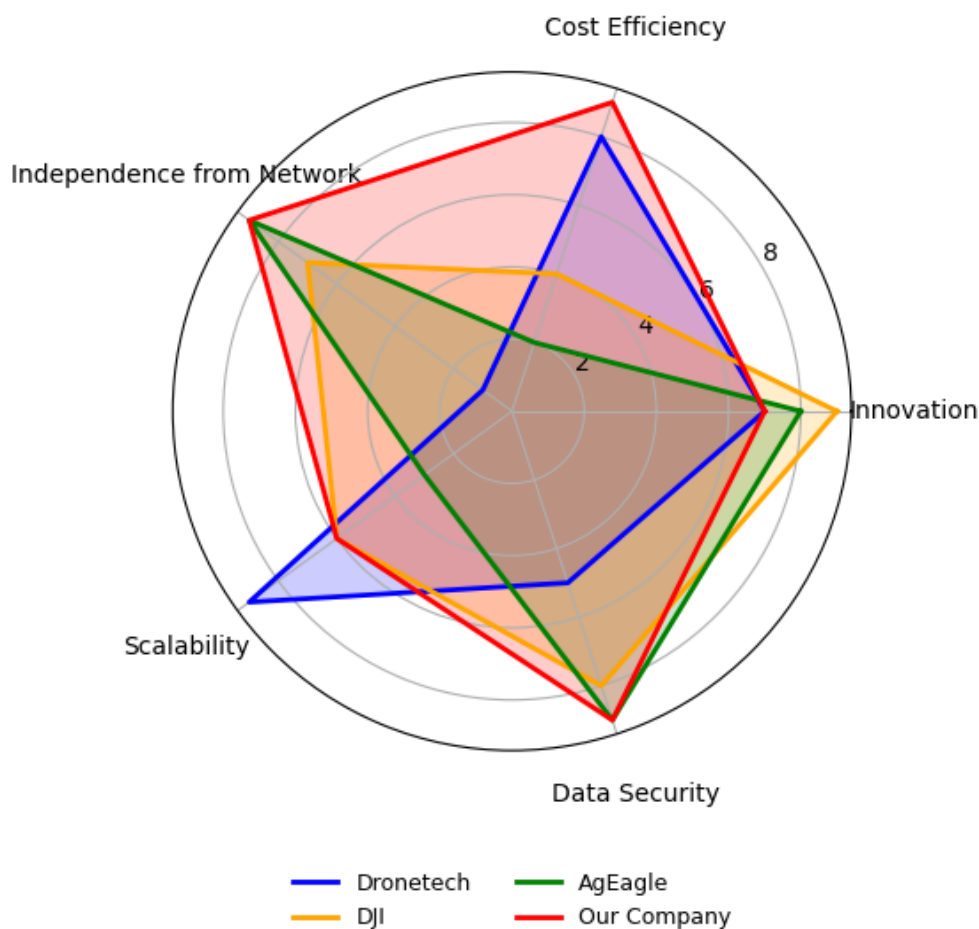 Cost Efficiency
Independence from Network
8
6
4
2
Innovation
Scalability
Data Security
Dronetech
AgEagle
DJI
Our Company